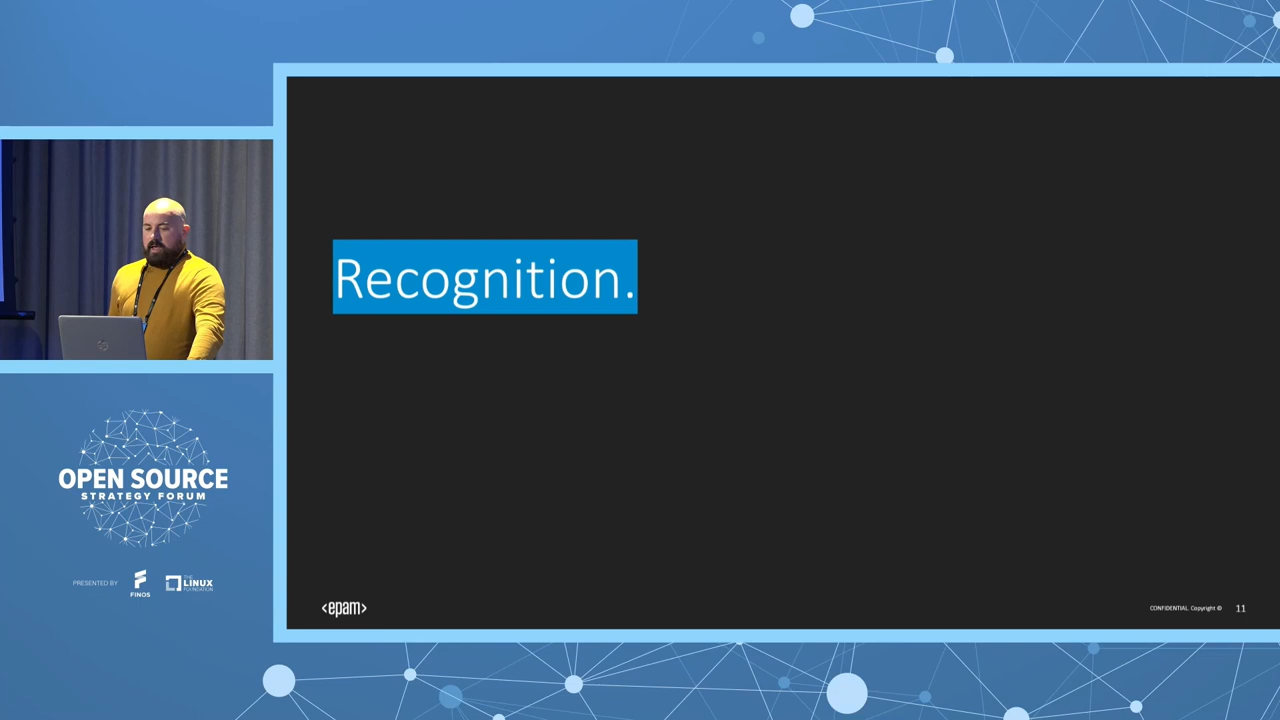 Recognition.
OPEN SOURCE
STRATEGY FORUM
PRESENTED BY
FINOS
THE
LINUX
FOUNDATION
<epam>
CONFIDENTIAL. Copyright ©
11